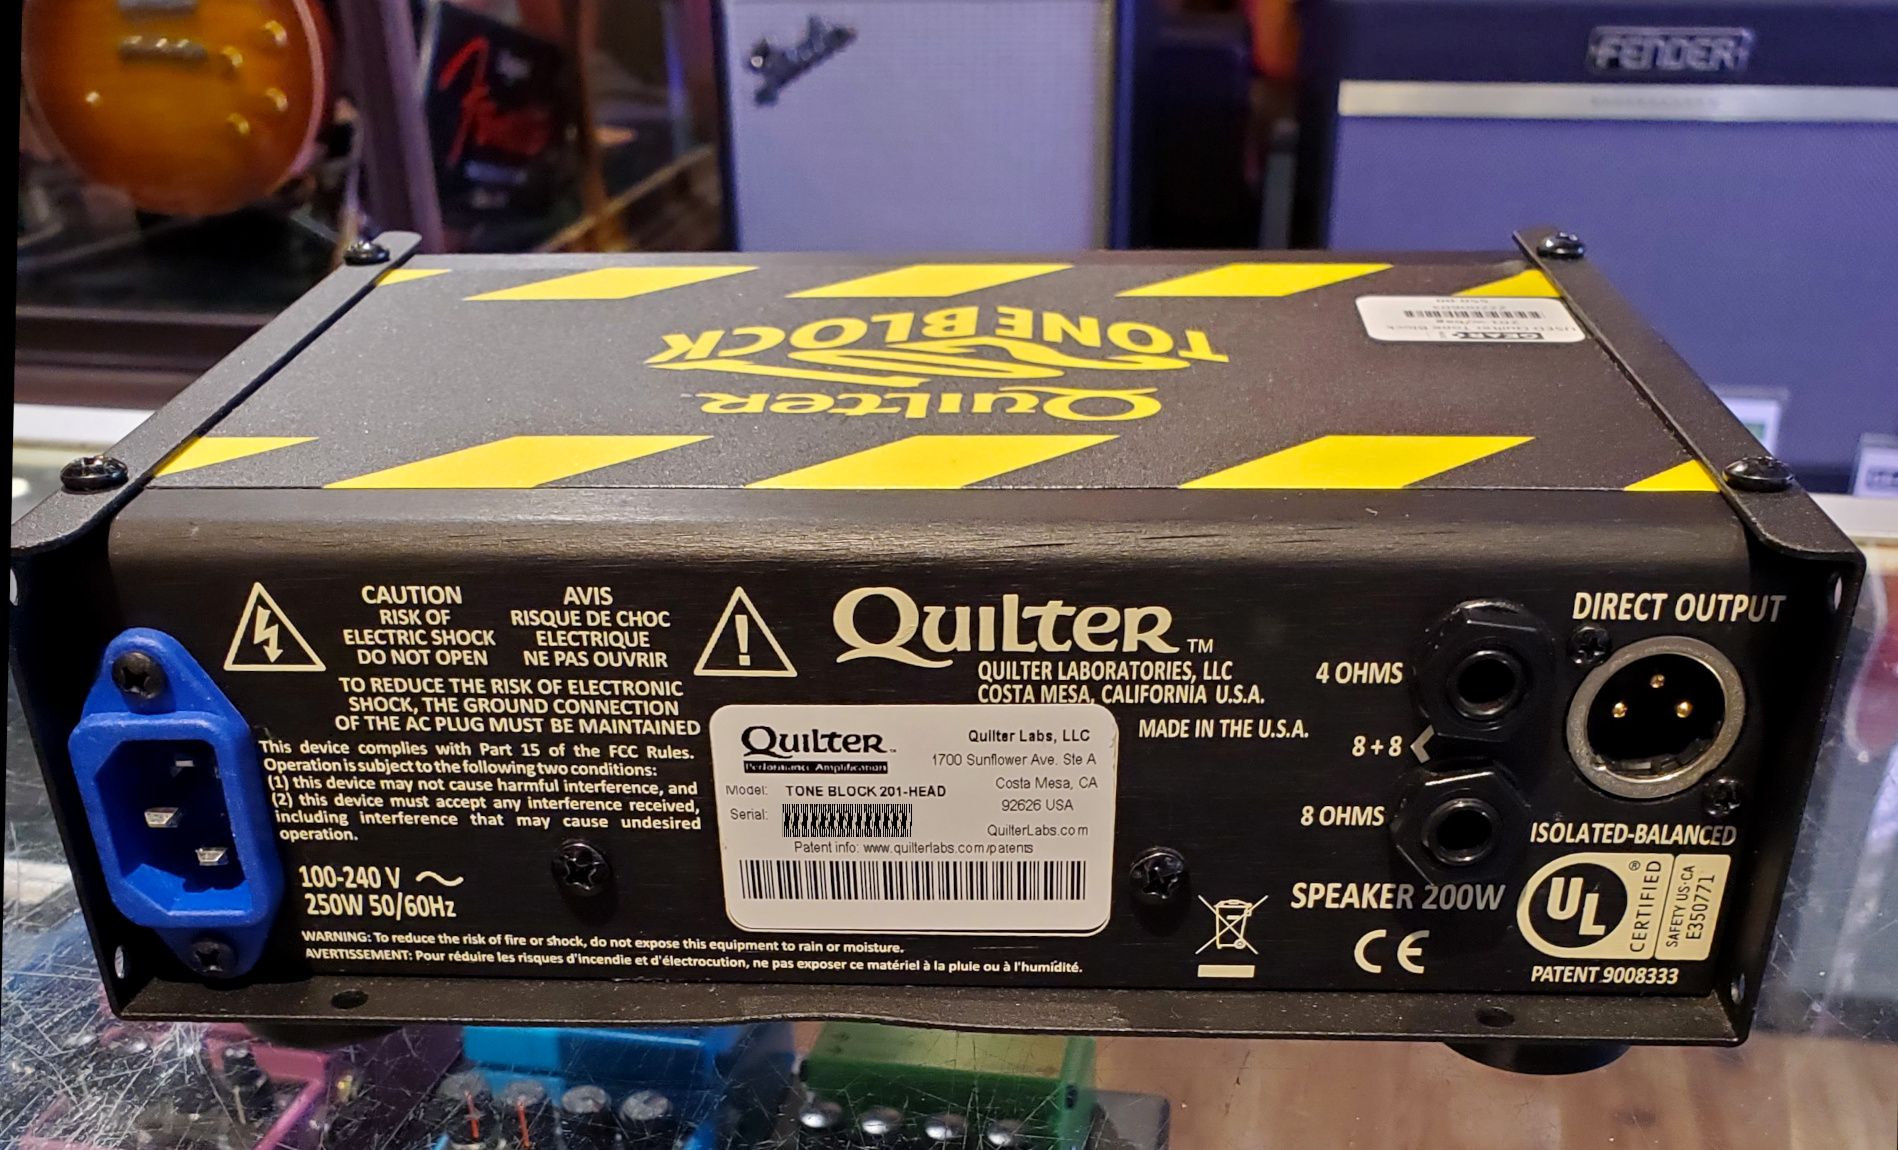 Fender
Fender
FENDER
GEAR
USED Quilter Tone Block
TONE BLOCK
Quilter
CAUTION
RISK OF
ELECTRIC SHOCK
DO NOT OPEN
AVIS
RISQUE DE CHOC
ELECTRIQUE
NE PAS OUVRIR
TO REDUCE THE RISK OF ELECTRONIC
SHOCK, THE GROUND CONNECTION
OF THE AC PLUG MUST BE MAINTAINED
This device complies with Part 15 of the FCC Rules.
Operation is subject to the following two conditions:
(1) this device may not cause harmful interference, and
(2) this device must accept any interference received,
including interference that may cause undesired
operation.
100-240 V ~
250W 50/60Hz
WARNING: To reduce the risk of fire or shock, do not expose this equipment to rain or moisture.
AVERTISSEMENT: Pour réduire les risques d'incendie et d'électrocution, ne pas exposer ce matériel à la pluie ou à l'humidité.
QUILTER™
QUILTER LABORATORIES, LLC
COSTA MESA, CALIFORNIA U.S.A.
MADE IN THE U.S.A.
QUILTER™
Performance Amplification
Quilter Labs, LLC
1700 Sunflower Ave. Ste A
Costa Mesa, CA
92626 USA
QuilterLabs.com
Model: TONE BLOCK 201-HEAD
Serial:
Patent info: www.quilterlabs.com/patents
4 OHMS
8+8 <
8 OHMS
SPEAKER 200W
CE
DIRECT OUTPUT
ISOLATED-BALANCED
UL ®
CERTIFIED
SAFETY US·CA
E350771
PATENT 9008333